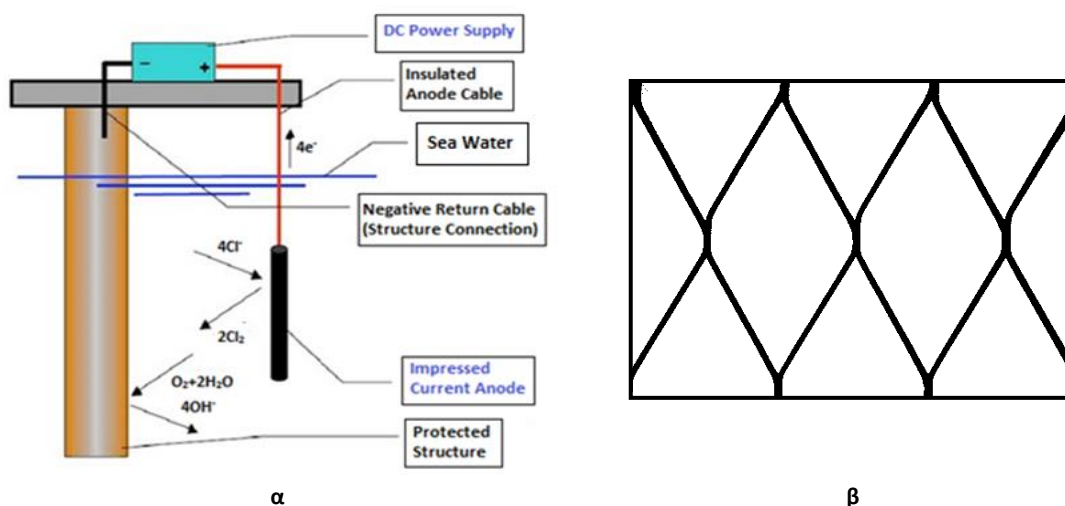 DC Power Supply
−
+
Insulated
Anode Cable
4e⁻
Sea Water
Negative Return Cable
(Structure Connection)
4Cl⁻
2Cl₂
Impressed
Current Anode
O₂+2H₂O
4OH⁻
Protected
Structure
α
β